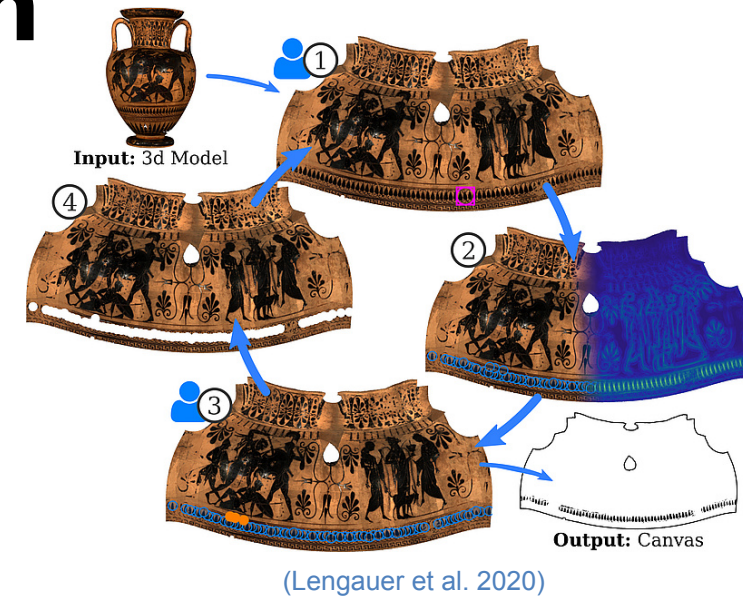 n
1
Input: 3d Model
4
2
3
Output: Canvas
(Lengauer et al. 2020)